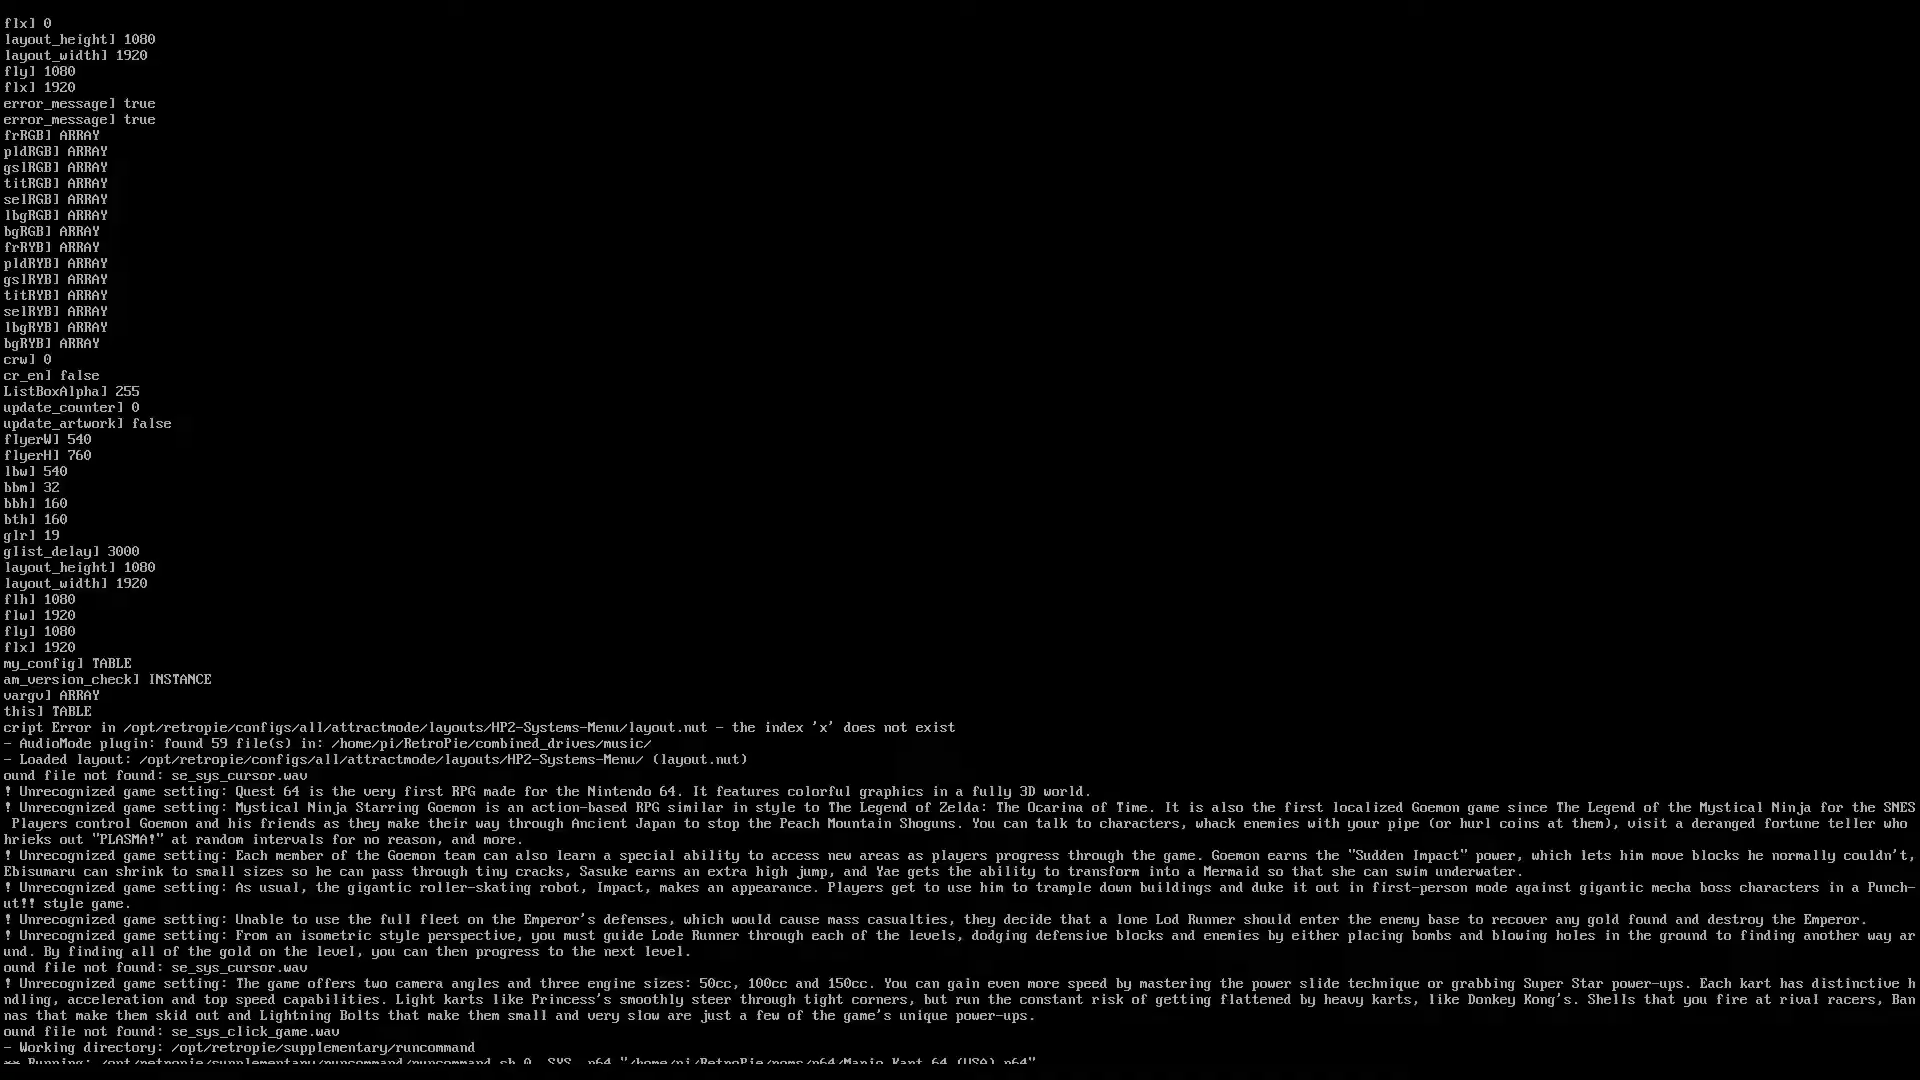 flx] 0
layout_height] 1080
layout_width] 1920
fly] 1080
flx] 1920
error_message] true
error_message] true
frRGB] ARRAY
pldRGB] ARRAY
gslRGB] ARRAY
titRGB] ARRAY
selRGB] ARRAY
lbgRGB] ARRAY
bgRGB] ARRAY
frRYB] ARRAY
pldRYB] ARRAY
gslRYB] ARRAY
titRYB] ARRAY
selRYB] ARRAY
lbgRYB] ARRAY
bgRYB] ARRAY
crw] 0
cr_en] false
ListBoxAlpha] 255
update_counter] 0
update_artwork] false
flyerW] 540
flyerH] 760
lbw] 540
bbm] 32
bbh] 160
bth] 160
glr] 19
glist_delay] 3000
layout_height] 1080
layout_width] 1920
flh] 1080
flw] 1920
fly] 1080
flx] 1920
my_config] TABLE
am_version_check] INSTANCE
vargv] ARRAY
this] TABLE
cript Error in /opt/retropie/configs/all/attractmode/layouts/HP2-Systems-Menu/layout.nut - the index 'x' does not exist
- AudioMode plugin: found 59 file(s) in: /home/pi/RetroPie/combined_drives/music/
- Loaded layout: /opt/retropie/configs/all/attractmode/layouts/HP2-Systems-Menu/ (layout.nut)
ound file not found: se_sys_cursor.wav
! Unrecognized game setting: Quest 64 is the very first RPG made for the Nintendo 64. It features colorful graphics in a fully 3D world.
! Unrecognized game setting: Mystical Ninja Starring Goemon is an action-based RPG similar in style to The Legend of Zelda: The Ocarina of Time. It is also the first localized Goemon game since The Legend of the Mystical Ninja for the SNES
Players control Goemon and his friends as they make their way through Ancient Japan to stop the Peach Mountain Shoguns. You can talk to characters, whack enemies with your pipe (or hurl coins at them), visit a deranged fortune teller who
hrieks out "PLASMA!" at random intervals for no reason, and more.
! Unrecognized game setting: Each member of the Goemon team can also learn a special ability to access new areas as players progress through the game. Goemon earns the "Sudden Impact" power, which lets him move blocks he normally couldn't,
Ebisumaru can shrink to small sizes so he can pass through tiny cracks, Sasuke earns an extra high jump, and Yae gets the ability to transform into a Mermaid so that she can swim underwater.
! Unrecognized game setting: As usual, the gigantic roller-skating robot, Impact, makes an appearance. Players get to use him to trample down buildings and duke it out in first-person mode against gigantic mecha boss characters in a Punch-
ut!! style game.
! Unrecognized game setting: Unable to use the full fleet on the Emperor's defenses, which would cause mass casualties, they decide that a lone Lod Runner should enter the enemy base to recover any gold found and destroy the Emperor.
! Unrecognized game setting: From an isometric style perspective, you must guide Lode Runner through each of the levels, dodging defensive blocks and enemies by either placing bombs and blowing holes in the ground to finding another way ar
und. By finding all of the gold on the level, you can then progress to the next level.
ound file not found: se_sys_cursor.wav
! Unrecognized game setting: The game offers two camera angles and three engine sizes: 50cc, 100cc and 150cc. You can gain even more speed by mastering the power slide technique or grabbing Super Star power-ups. Each kart has distinctive h
ndling, acceleration and top speed capabilities. Light karts like Princess's smoothly steer through tight corners, but run the constant risk of getting flattened by heavy karts, like Donkey Kong's. Shells that you fire at rival racers, Ban
nas that make them skid out and Lightning Bolts that make them small and very slow are just a few of the game's unique power-ups.
ound file not found: se_sys_click_game.wav
- Working directory: /opt/retropie/supplementary/runcommand
** Running: /opt/retropie/supplementary/runcommand/runcommand.sh 0 _SYS_ n64 "/home/pi/RetroPie/roms/n64/Mario Kart 64 (USA).n64"